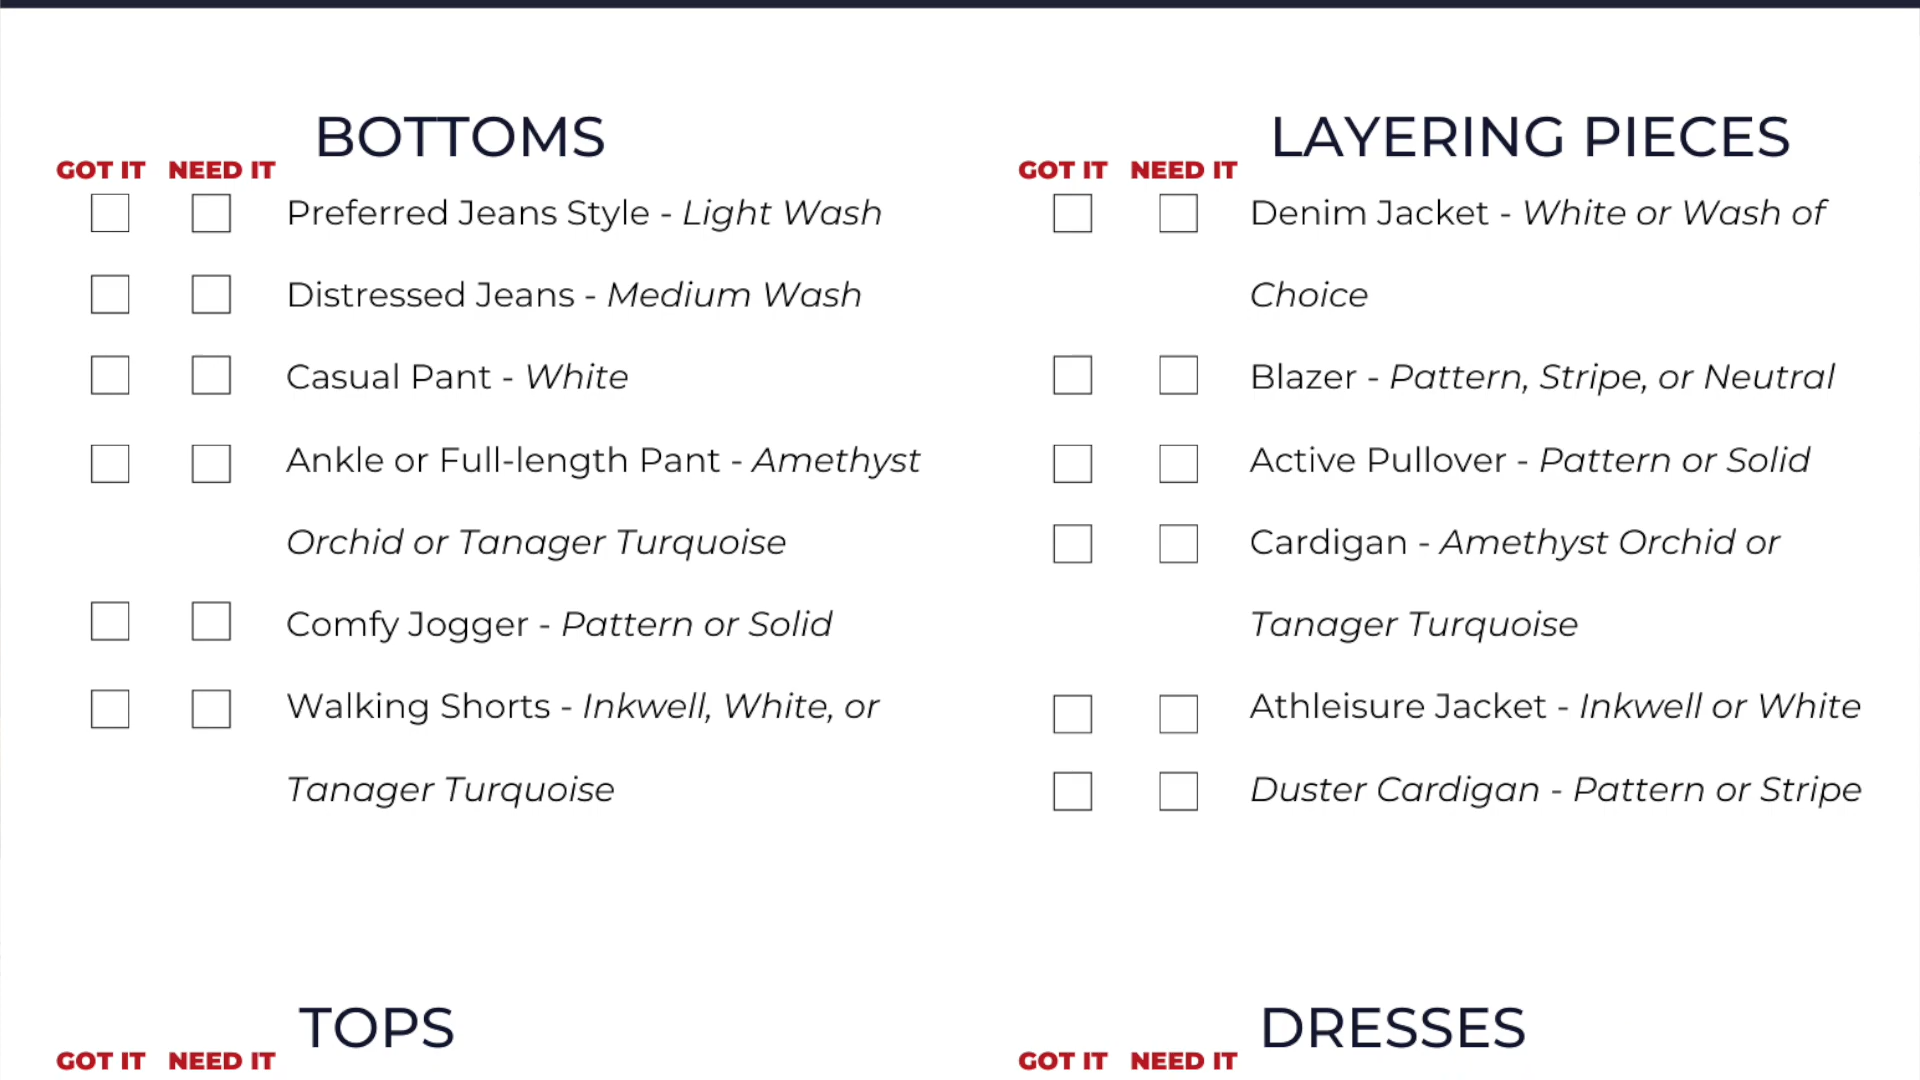 BOTTOMS
GOT IT NEED IT
Preferred Jeans Style - Light Wash
Distressed Jeans - Medium Wash
Casual Pant - White
Ankle or Full-length Pant - Amethyst
Orchid or Tanager Turquoise
Comfy Jogger - Pattern or Solid
Walking Shorts - Inkwell, White, or
Tanager Turquoise
LAYERING PIECES
GOT IT NEED IT
Denim Jacket - White or Wash of
Choice
Blazer - Pattern, Stripe, or Neutral
Active Pullover - Pattern or Solid
Cardigan - Amethyst Orchid or
Tanager Turquoise
Athleisure Jacket - Inkwell or White
Duster Cardigan - Pattern or Stripe
TOPS
GOT IT NEED IT
DRESSES
GOT IT NEED IT